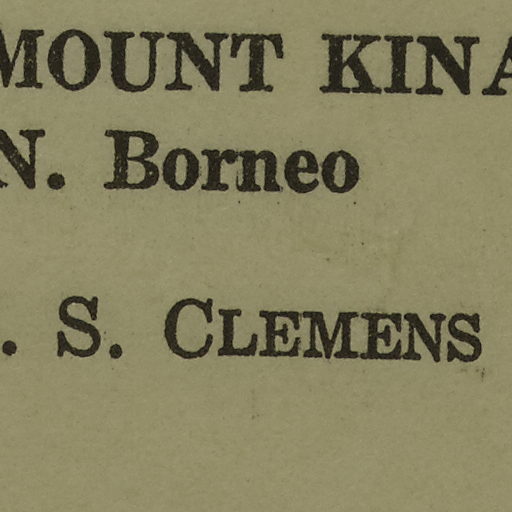 MOUNT KINA
N. Borneo
. S. CLEMENS